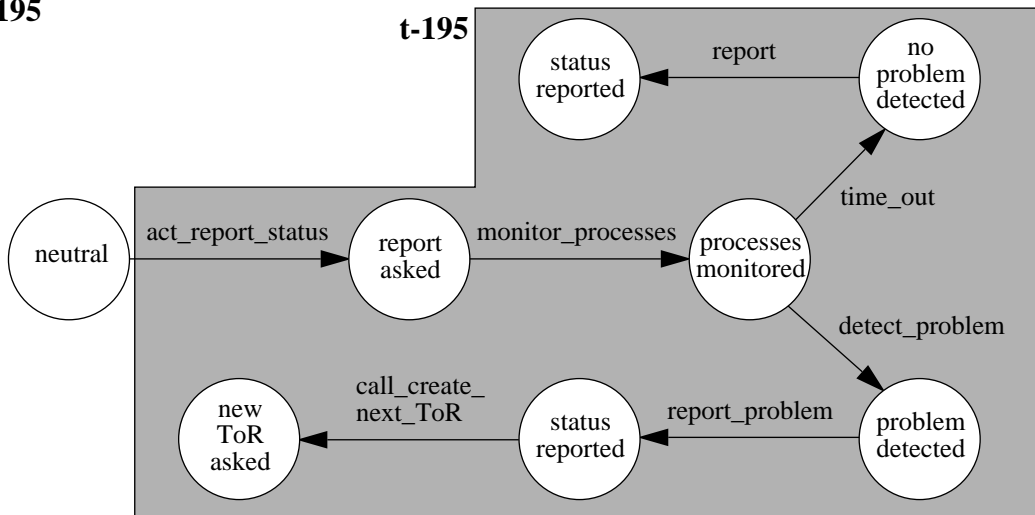 195
t-195
status
reported
report
no
problem
detected
time_out
neutral
act_report_status
report
asked
monitor_processes
processes
monitored
detect_problem
new
ToR
asked
call_create_
next_ToR
status
reported
report_problem
problem
detected